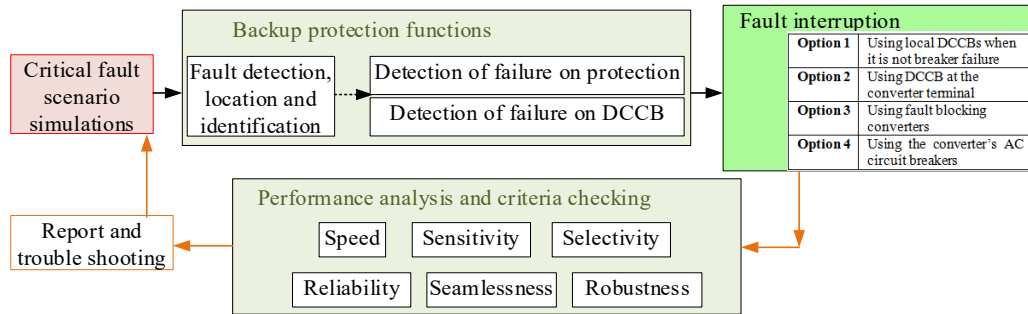 Backup protection functions
Fault interruption
Critical fault
scenario
simulations
Fault detection,
location and
identification
Detection of failure on protection
Detection of failure on DCCB
Option 1 Using local DCCBs when
it is not breaker failure
Option 2 Using DCCB at the
converter terminal
Option 3 Using fault blocking
converters
Option 4 Using the converter's AC
circuit breakers
Performance analysis and criteria checking
Speed Sensitivity Selectivity
Reliability Seamlessness Robustness
Report and
trouble shooting